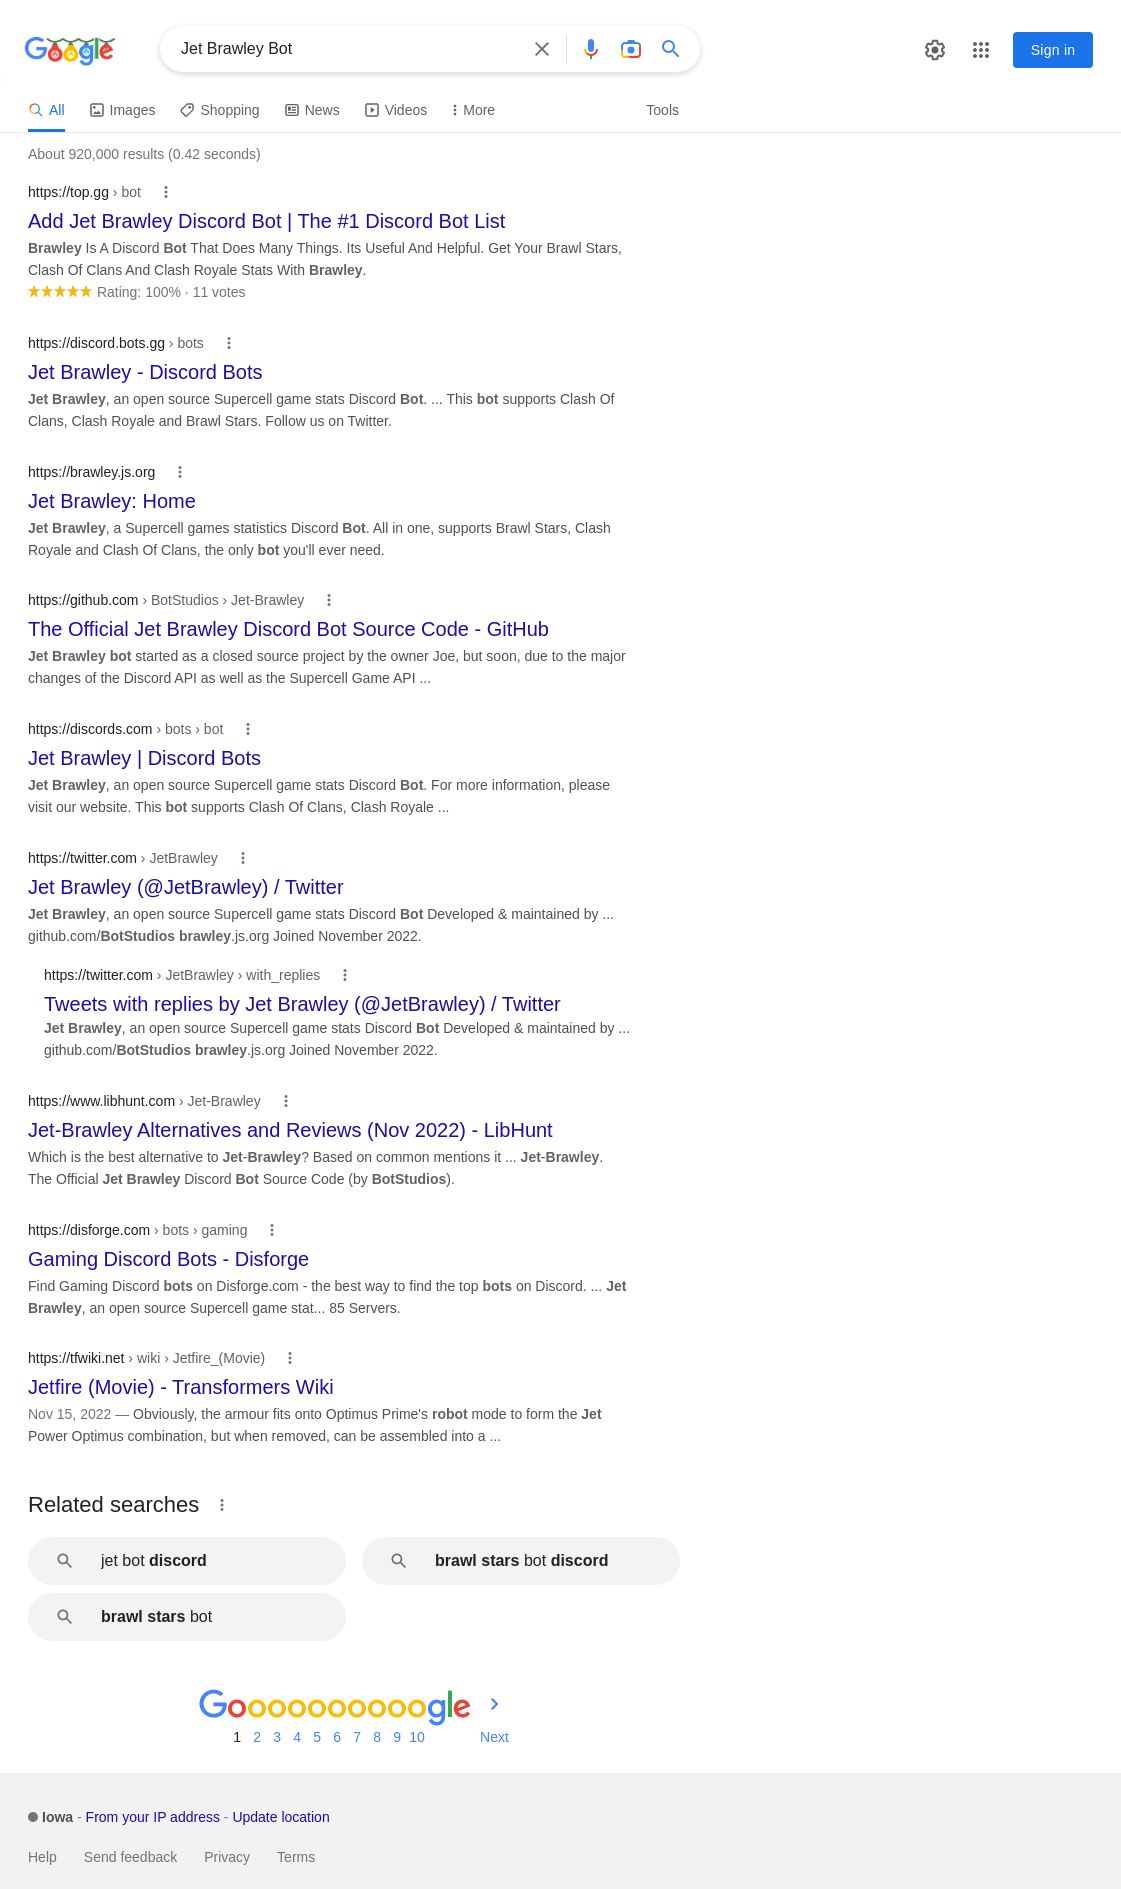 Google
Jet Brawley Bot
Sign in
All Images Shopping News Videos More Tools
About 920,000 results (0.42 seconds)
https://top.gg › bot
Add Jet Brawley Discord Bot | The #1 Discord Bot List
Brawley Is A Discord Bot That Does Many Things. Its Useful And Helpful. Get Your Brawl Stars,
Clash Of Clans And Clash Royale Stats With Brawley.
Rating: 100% · 11 votes
https://discord.bots.gg › bots
Jet Brawley - Discord Bots
Jet Brawley, an open source Supercell game stats Discord Bot. ... This bot supports Clash Of
Clans, Clash Royale and Brawl Stars. Follow us on Twitter.
https://brawley.js.org
Jet Brawley: Home
Jet Brawley, a Supercell games statistics Discord Bot. All in one, supports Brawl Stars, Clash
Royale and Clash Of Clans, the only bot you'll ever need.
https://github.com › BotStudios › Jet-Brawley
The Official Jet Brawley Discord Bot Source Code - GitHub
Jet Brawley bot started as a closed source project by the owner Joe, but soon, due to the major
changes of the Discord API as well as the Supercell Game API ...
https://discords.com › bots › bot
Jet Brawley | Discord Bots
Jet Brawley, an open source Supercell game stats Discord Bot. For more information, please
visit our website. This bot supports Clash Of Clans, Clash Royale ...
https://twitter.com › JetBrawley
Jet Brawley (@JetBrawley) / Twitter
Jet Brawley, an open source Supercell game stats Discord Bot Developed & maintained by ...
github.com/BotStudios brawley.js.org Joined November 2022.
https://twitter.com › JetBrawley › with_replies
Tweets with replies by Jet Brawley (@JetBrawley) / Twitter
Jet Brawley, an open source Supercell game stats Discord Bot Developed & maintained by ...
github.com/BotStudios brawley.js.org Joined November 2022.
https://www.libhunt.com › Jet-Brawley
Jet-Brawley Alternatives and Reviews (Nov 2022) - LibHunt
Which is the best alternative to Jet-Brawley? Based on common mentions it ... Jet-Brawley.
The Official Jet Brawley Discord Bot Source Code (by BotStudios).
https://disforge.com › bots › gaming
Gaming Discord Bots - Disforge
Find Gaming Discord bots on Disforge.com - the best way to find the top bots on Discord. ... Jet
Brawley, an open source Supercell game stat... 85 Servers.
https://tfwiki.net › wiki › Jetfire_(Movie)
Jetfire (Movie) - Transformers Wiki
Nov 15, 2022 — Obviously, the armour fits onto Optimus Prime's robot mode to form the Jet
Power Optimus combination, but when removed, can be assembled into a ...
Related searches
jet bot discord
brawl stars bot discord
brawl stars bot
Goooooooooogle
1 2 3 4 5 6 7 8 9 10 Next
Iowa - From your IP address - Update location
Help Send feedback Privacy Terms